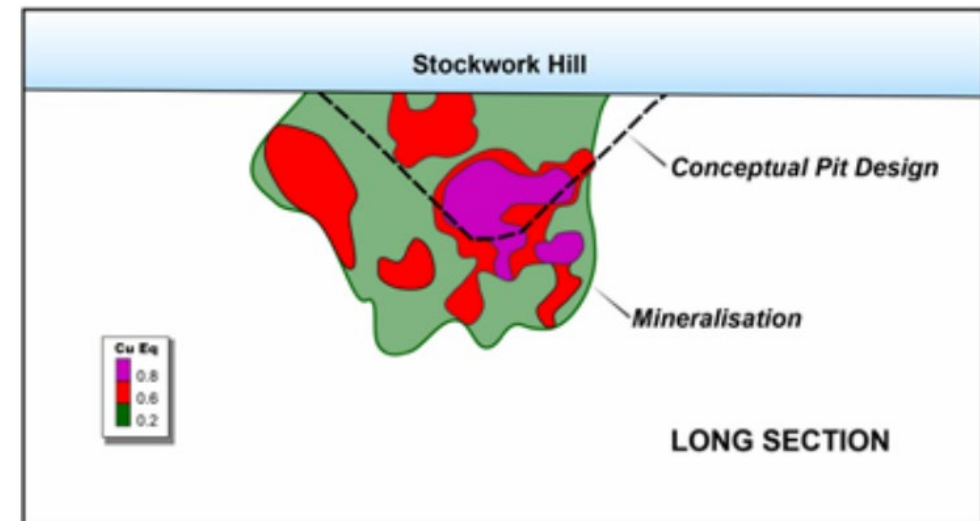 Stockwork Hill
Conceptual Pit Design
Mineralisation
Cu Eq
0.8
0.6
0.2
LONG SECTION